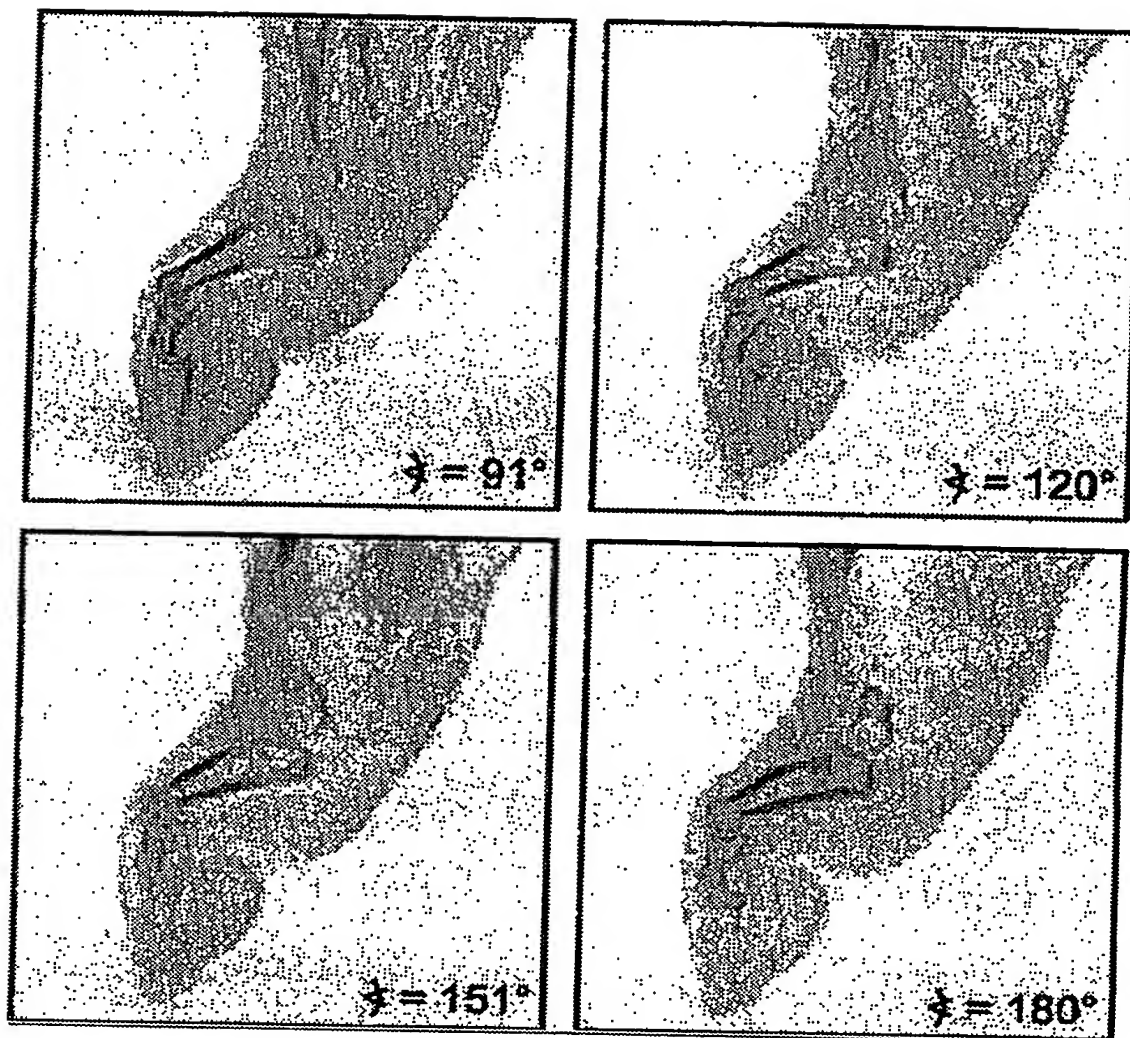 ∢ = 91°
∢ = 120°
∢ = 151°
∢ = 180°